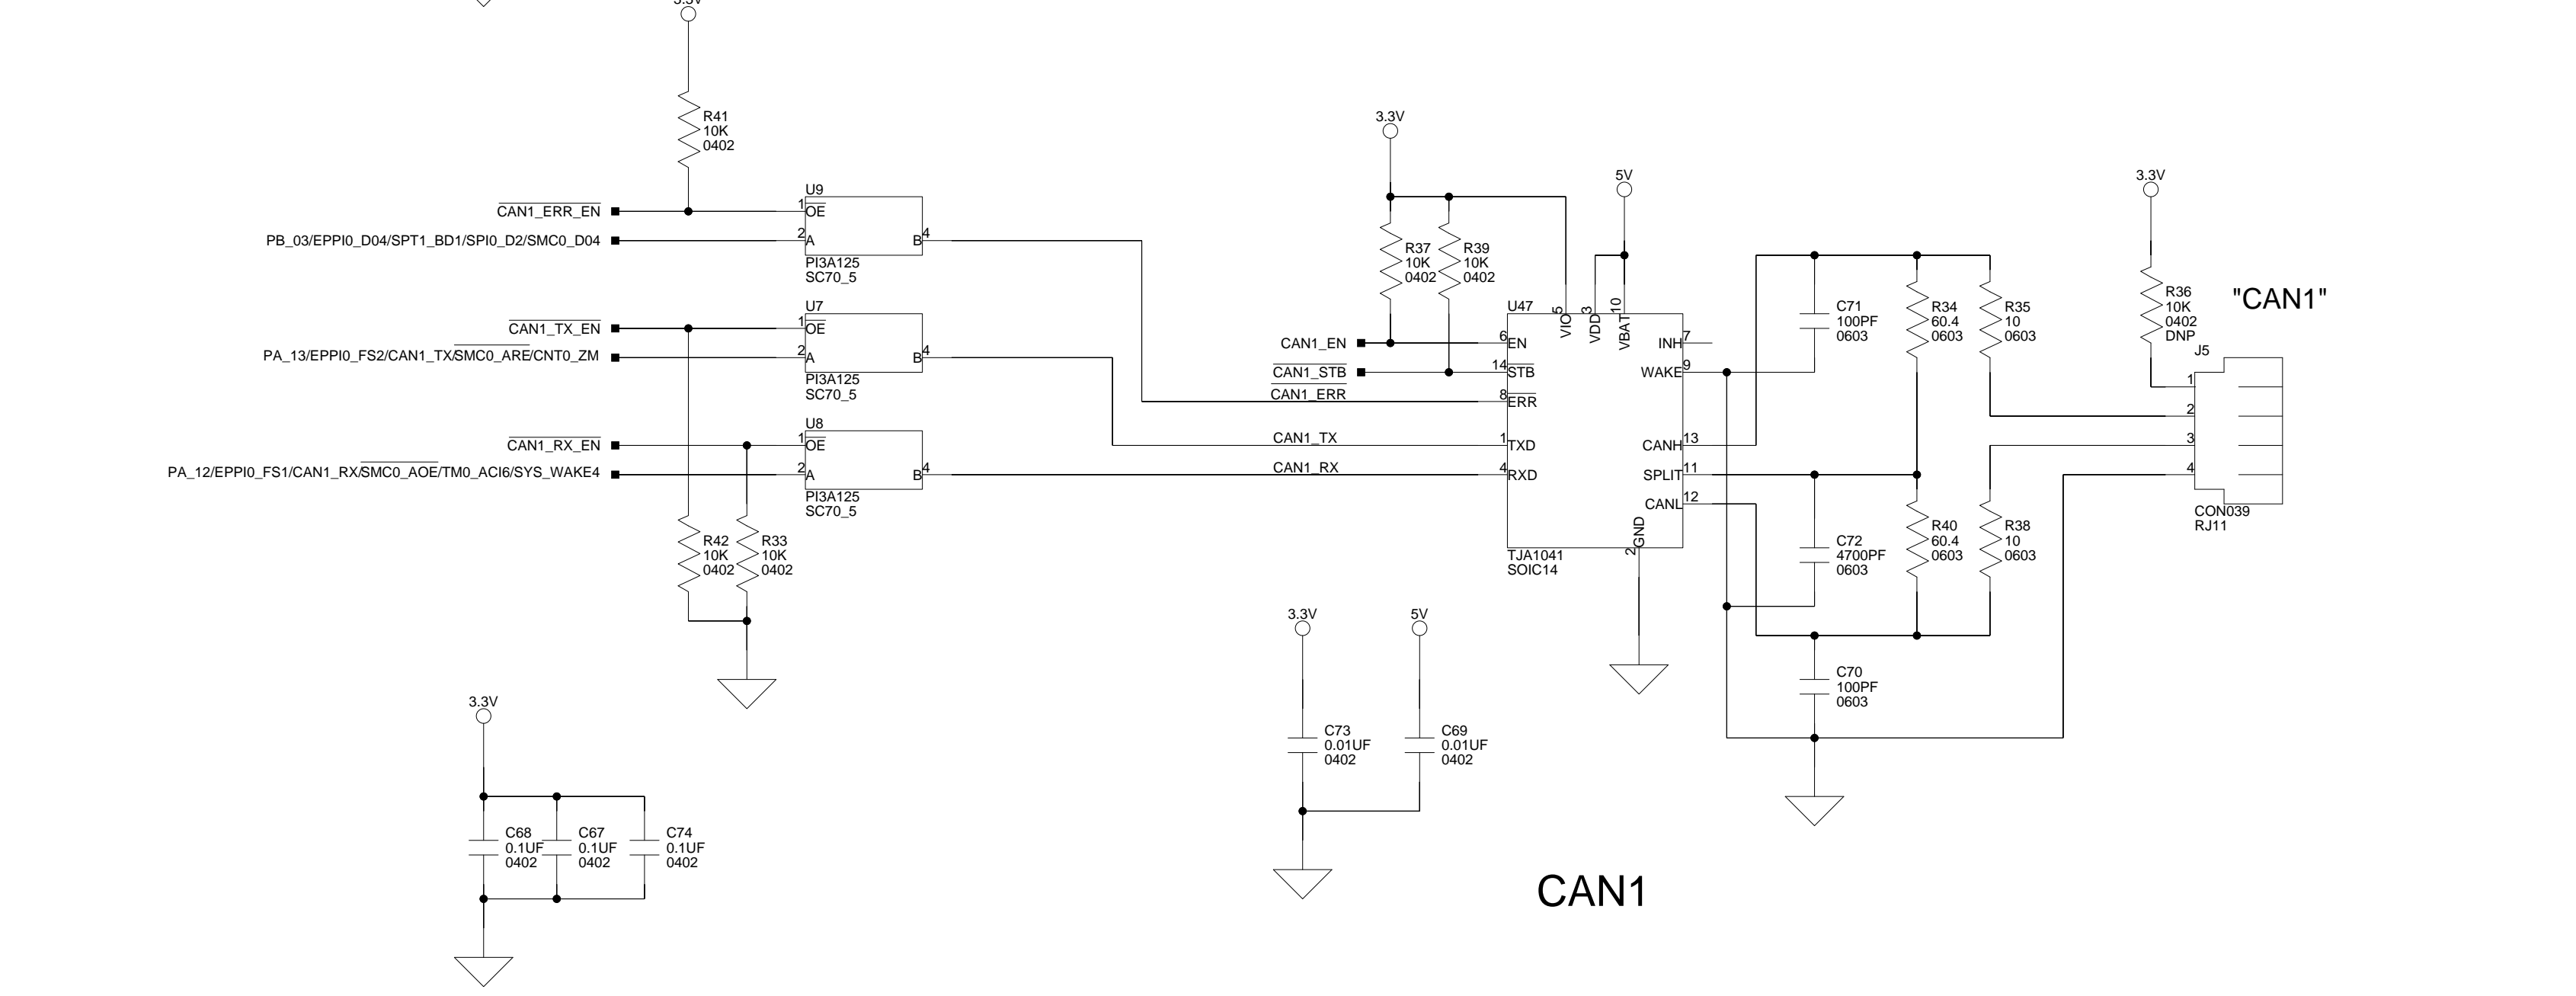 3.3V
R41
10K
0402
U9
CAN1_ERR_EN
1
OE
PB_03/EPPI0_D04/SPT1_BD1/SPI0_D2/SMC0_D04
2
A
B
4
PI3A125
SC70_5
U7
CAN1_TX_EN
1
OE
PA_13/EPPI0_FS2/CAN1_TX/SMC0_ARE/CNT0_ZM
2
A
B
4
PI3A125
SC70_5
U8
CAN1_RX_EN
1
OE
PA_12/EPPI0_FS1/CAN1_RX/SMC0_AOE/TM0_ACI6/SYS_WAKE4
2
A
B
4
PI3A125
SC70_5
R42
10K
0402
R33
10K
0402
3.3V
C68
0.1UF
0402
C67
0.1UF
0402
C74
0.1UF
0402
3.3V
R37
10K
0402
R39
10K
0402
5V
U47
5
VIO
3
VDD
10
VBAT
CAN1_EN
6
EN
CAN1_STB
14
STB
CAN1_ERR
8
ERR
CAN1_TX
1
TXD
CAN1_RX
4
RXD
INH
7
WAKE
9
CANH
13
SPLIT
11
CANL
12
GND
2
TJA1041
SOIC14
3.3V
5V
C73
0.01UF
0402
C69
0.01UF
0402
C71
100PF
0603
R34
60.4
0603
R35
10
0603
C72
4700PF
0603
R40
60.4
0603
R38
10
0603
C70
100PF
0603
3.3V
R36
10K
0402
DNP
"CAN1"
J5
1
2
3
4
CON039
RJ11
CAN1